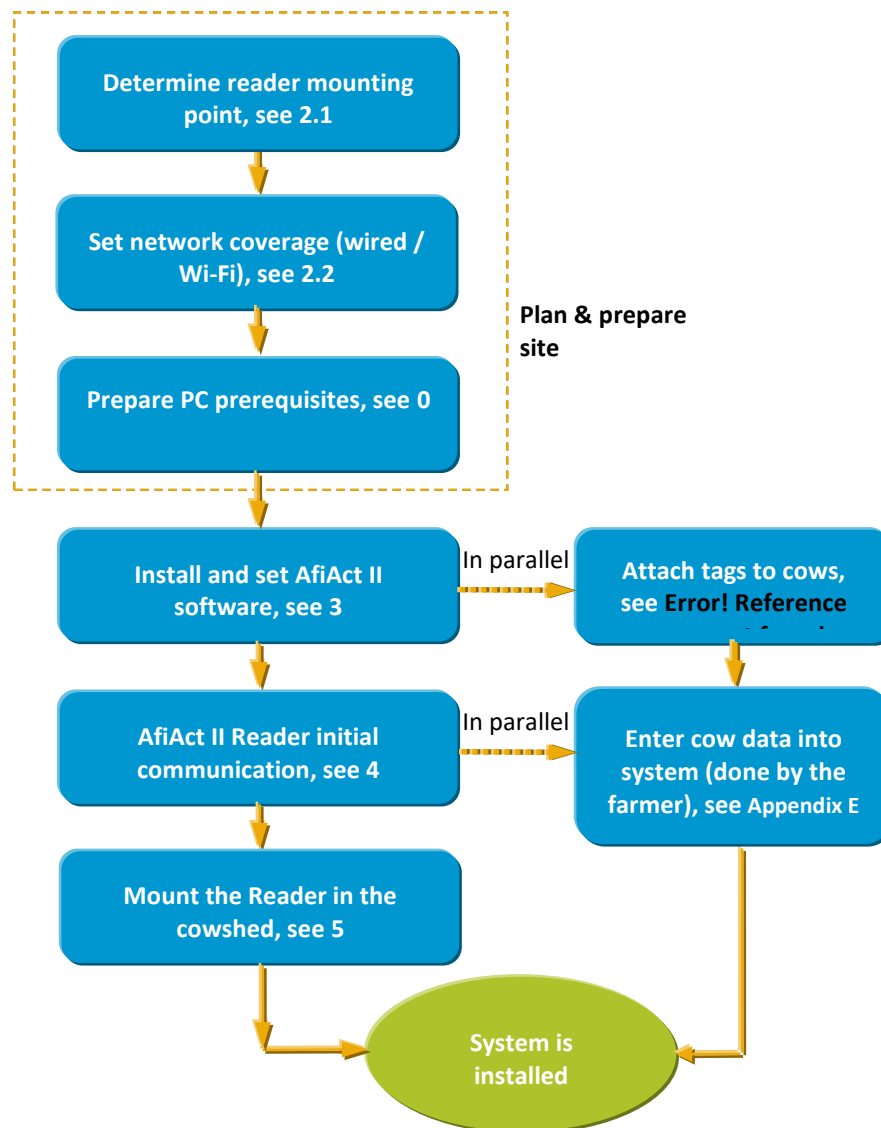 Determine reader mounting
point, see 2.1
Set network coverage (wired /
Wi-Fi), see 2.2
Plan & prepare
site
Prepare PC prerequisites, see 0
Install and set AfiAct II
software, see 3
In parallel
Attach tags to cows,
see Error! Reference
AfiAct II Reader initial
communication, see 4
In parallel
Enter cow data into
system (done by the
farmer), see Appendix E
Mount the Reader in the
cowshed, see 5
System is
installed